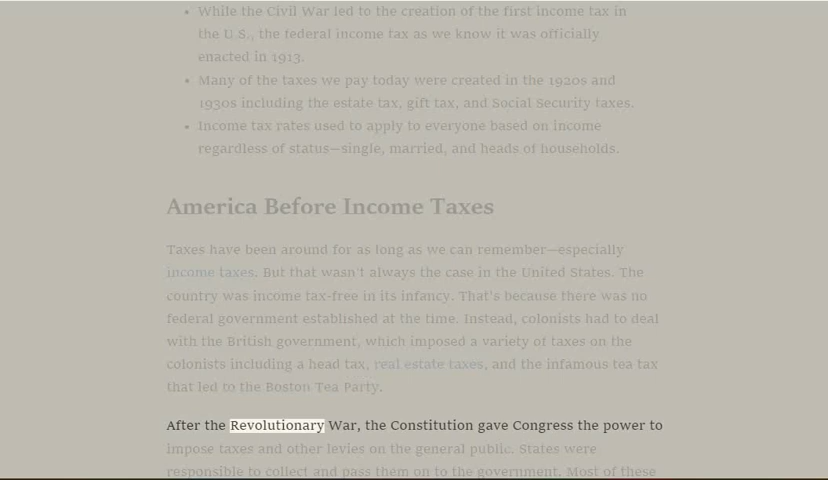 • While the Civil War led to the creation of the first income tax in
the U S., the federal income tax as we know it was officially
enacted in 1913.
• Many of the taxes we pay today were created in the 1920s and
1930s including the estate tax, gift tax, and Social Security taxes.
• Income tax rates used to apply to everyone based on income
regardless of status—single, married, and heads of households.
America Before Income Taxes
Taxes have been around for as long as we can remember—especially
income taxes. But that wasn't always the case in the United States. The
country was income tax-free in its infancy. That's because there was no
federal government established at the time. Instead, colonists had to deal
with the British government, which imposed a variety of taxes on the
colonists including a head tax, real estate taxes, and the infamous tea tax
that led to the Boston Tea Party.
After the Revolutionary War, the Constitution gave Congress the power to
impose taxes and other levies on the general public. States were
responsible to collect and pass them on to the government. Most of these